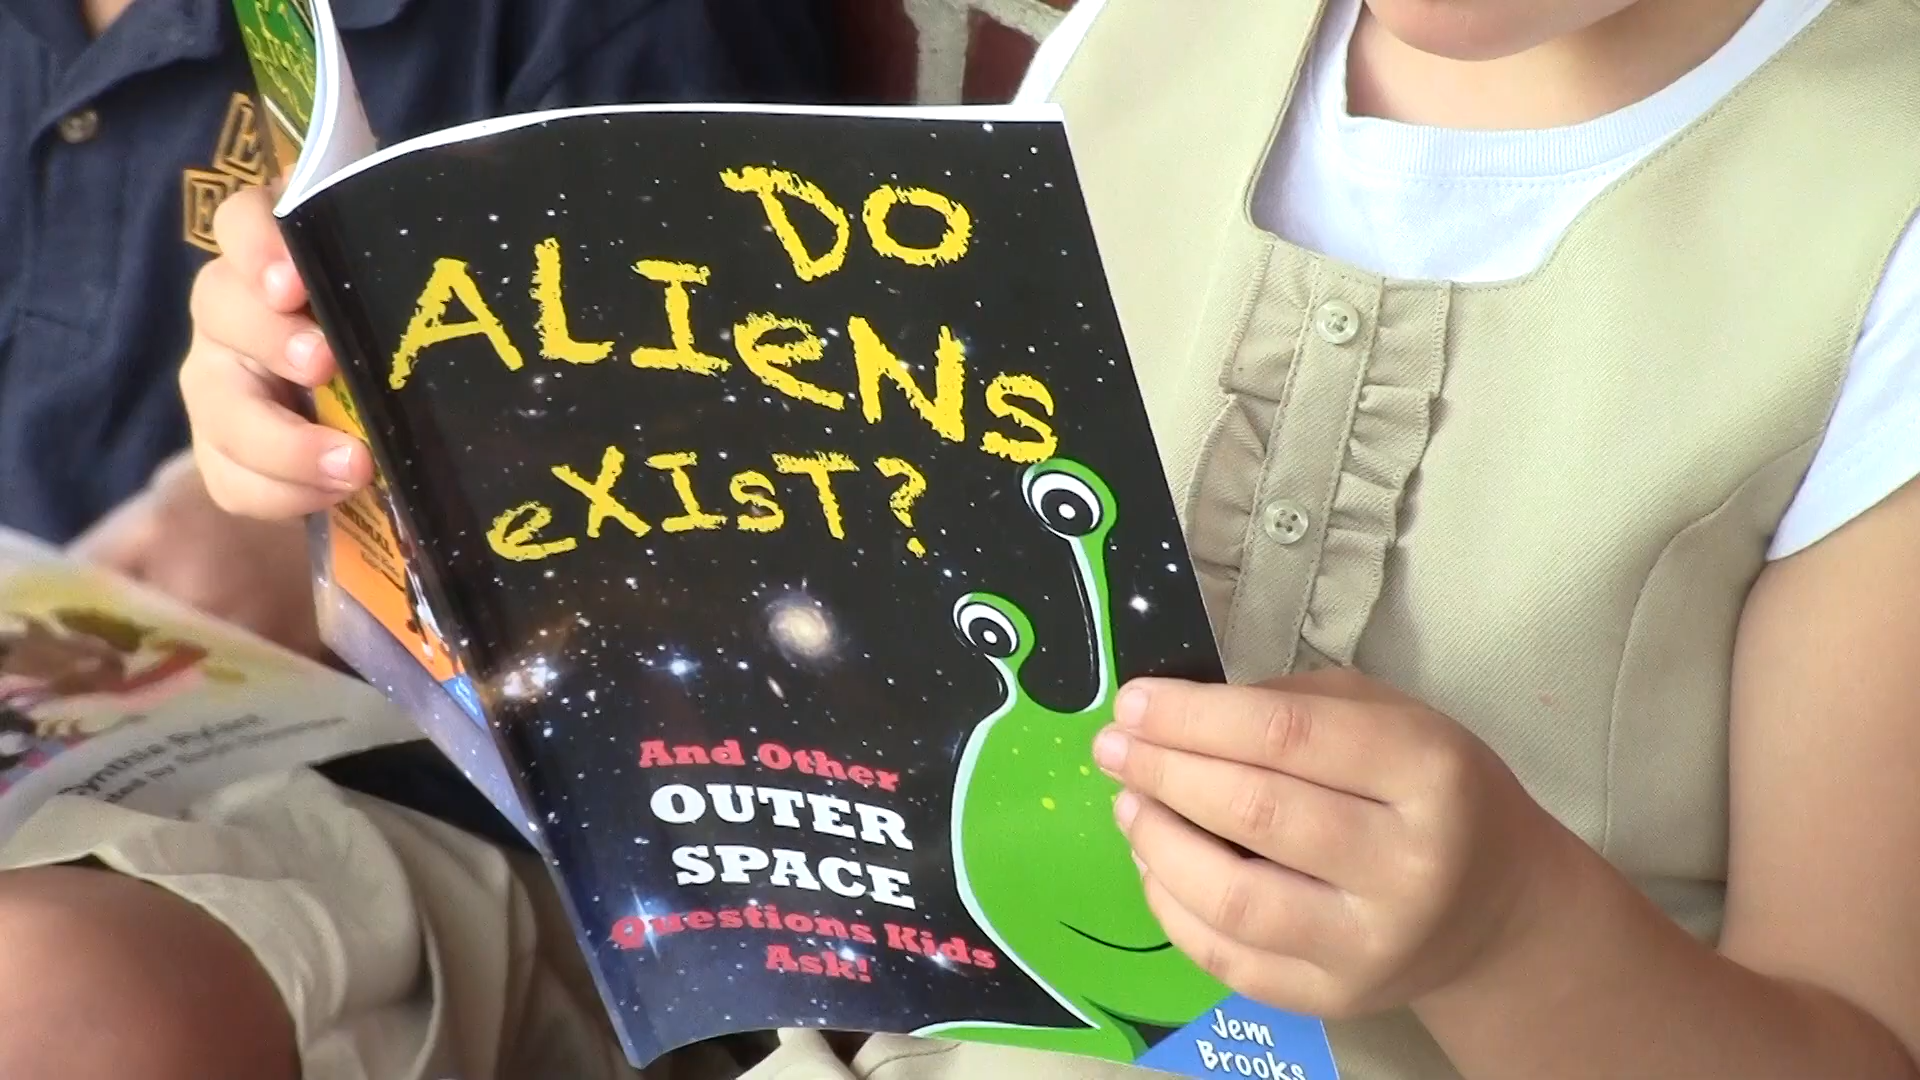 DO
ALIeNs
eXIsT?
And Other
OUTER
SPACE
Questions Kids
Ask!
Jem
Brooks